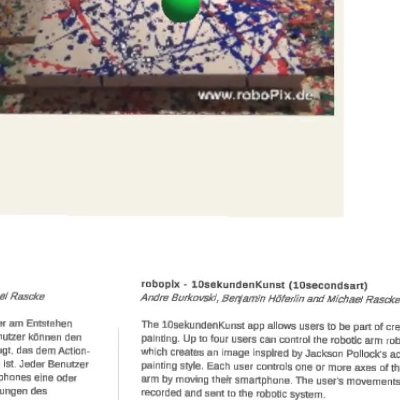 www.roboPix.de
el Rascke
er am Entstehen
nutzer können den
ugt, das dem Action-
ist. Jeder Benutzer
phones eine oder
ungen des
robopix - 10sekundenKunst (10secondsart)
Andre Burkovski, Benjamin Höferlin and Michael Rascke
The 10sekundenKunst app allows users to be part of cre
painting. Up to four users can control the robotic arm rob
which creates an image inspired by Jackson Pollock's ac
painting style. Each user controls one or more axes of th
arm by moving their smartphone. The user's movements
recorded and sent to the robotic system.